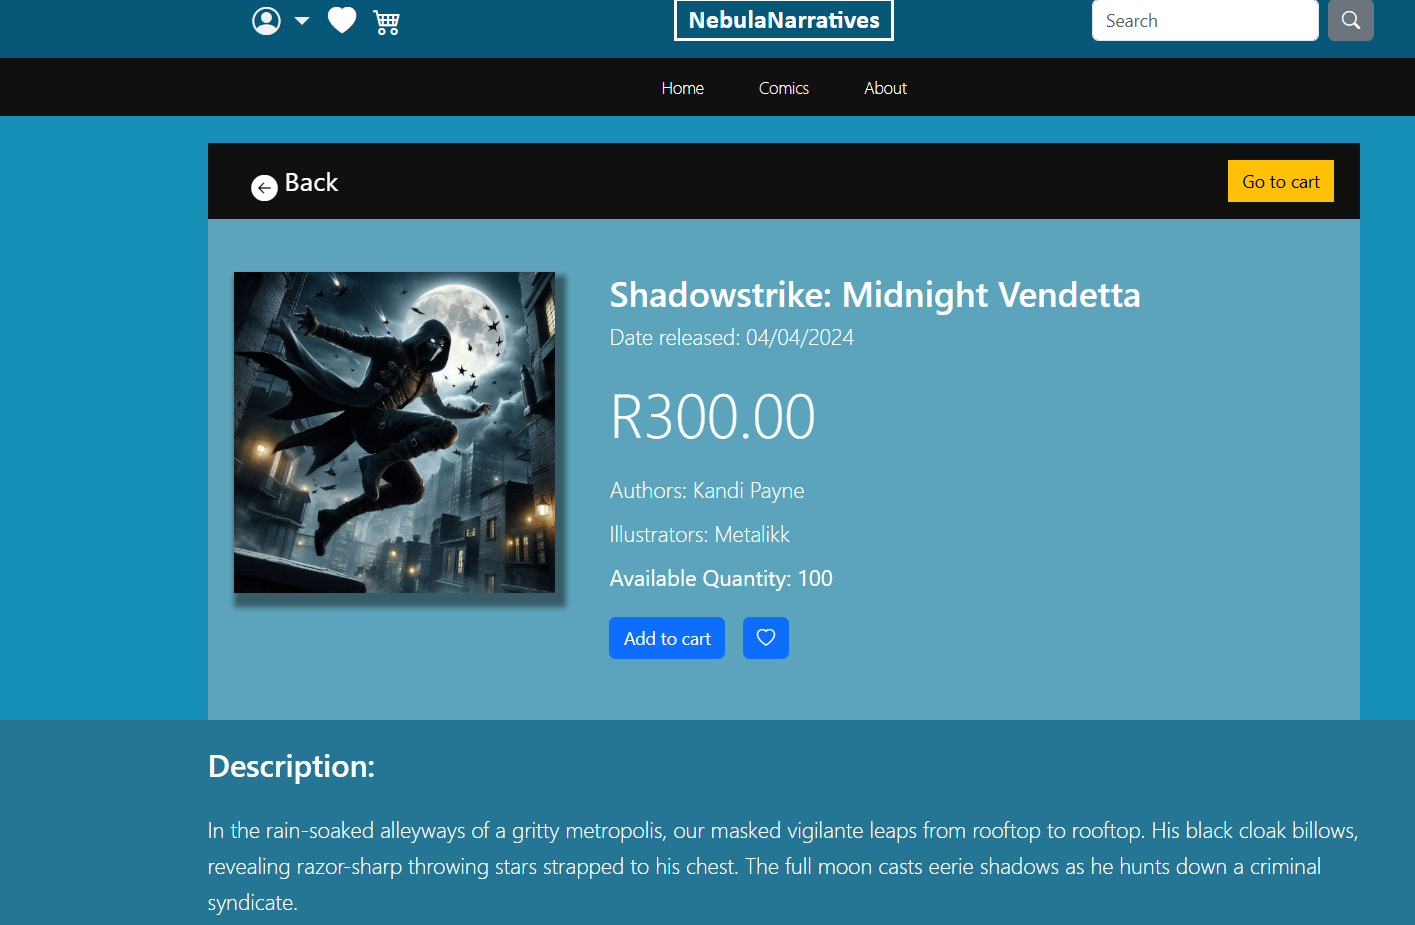 NebulaNarratives
Search
Home Comics About
Back
Go to cart
Shadowstrike: Midnight Vendetta
Date released: 04/04/2024
R300.00
Authors: Kandi Payne
Illustrators: Metalikk
Available Quantity: 100
Add to cart
Description:
In the rain-soaked alleyways of a gritty metropolis, our masked vigilante leaps from rooftop to rooftop. His black cloak billows,
revealing razor-sharp throwing stars strapped to his chest. The full moon casts eerie shadows as he hunts down a criminal
syndicate.